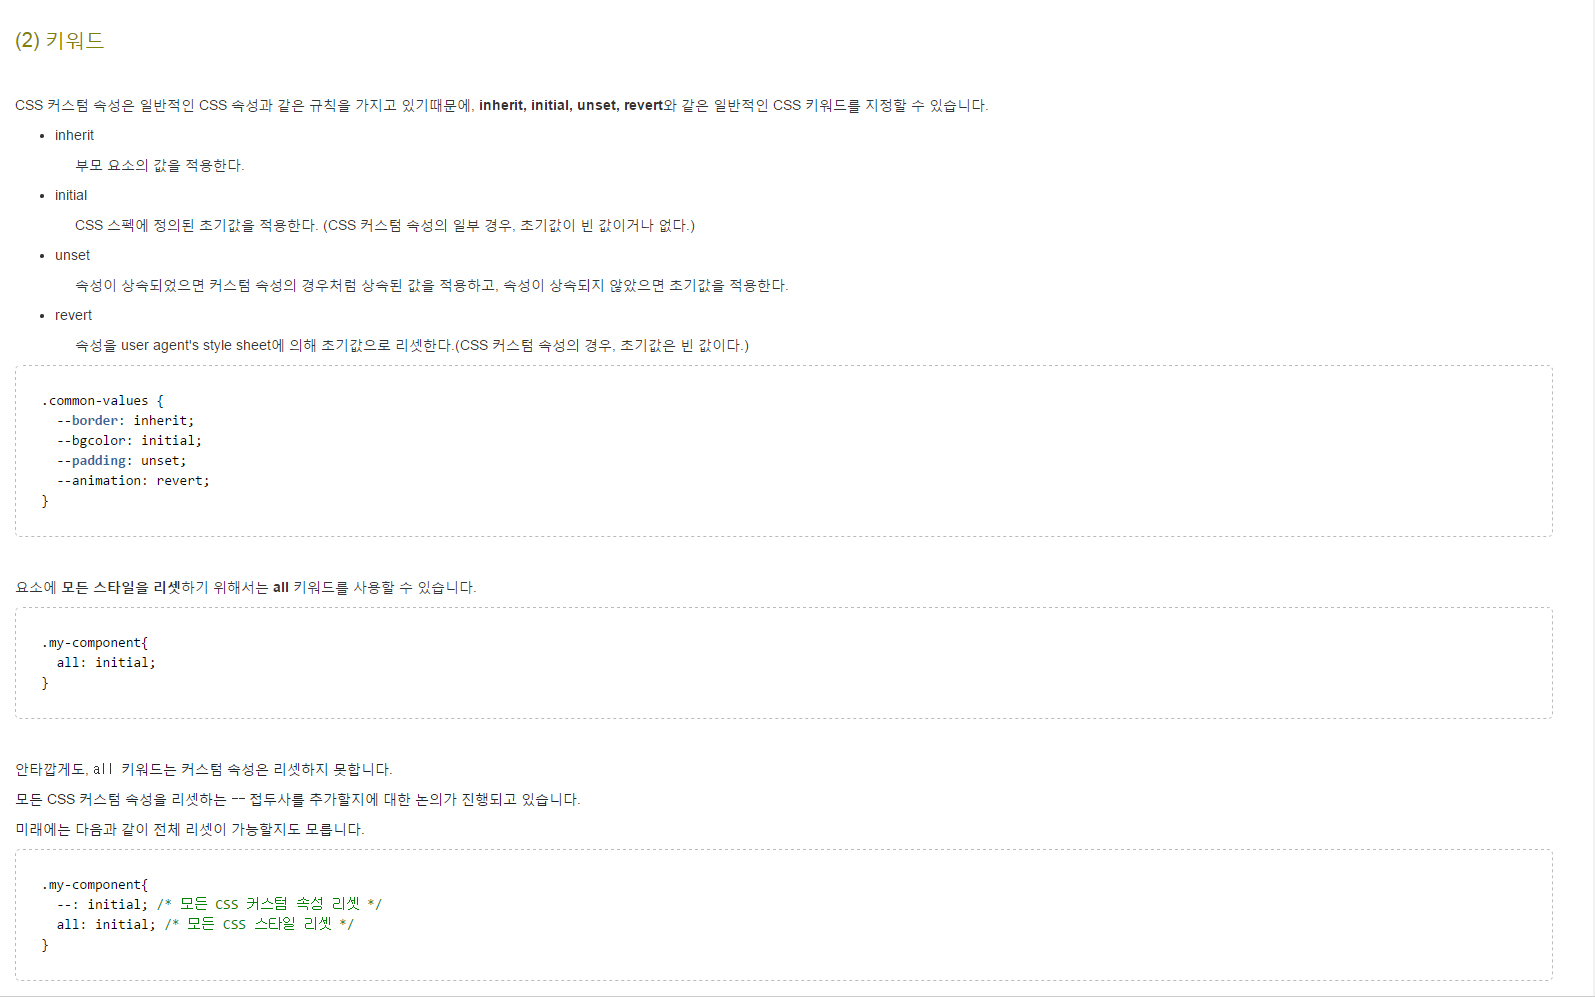 (2) 키워드
CSS 커스텀 속성은 일반적인 CSS 속성과 같은 규칙을 가지고 있기때문에, inherit, initial, unset, revert와 같은 일반적인 CSS 키워드를 지정할 수 있습니다.
• inherit
부모 요소의 값을 적용한다.
• initial
CSS 스펙에 정의된 초기값을 적용한다. (CSS 커스텀 속성의 일부 경우, 초기값이 빈 값이거나 없다.)
• unset
속성이 상속되었으면 커스텀 속성의 경우처럼 상속된 값을 적용하고, 속성이 상속되지 않았으면 초기값을 적용한다.
• revert
속성을 user agent's style sheet에 의해 초기값으로 리셋한다.(CSS 커스텀 속성의 경우, 초기값은 빈 값이다.)
.common-values {
--border: inherit;
--bgcolor: initial;
--padding: unset;
--animation: revert;
}
요소에 모든 스타일을 리셋하기 위해서는 all 키워드를 사용할 수 있습니다.
.my-component{
all: initial;
}
안타깝게도, all 키워드는 커스텀 속성은 리셋하지 못합니다.
모든 CSS 커스텀 속성을 리셋하는 -- 접두사를 추가할지에 대한 논의가 진행되고 있습니다.
미래에는 다음과 같이 전체 리셋이 가능할지도 모릅니다.
.my-component{
--: initial; /* 모든 CSS 커스텀 속성 리셋 */
all: initial; /* 모든 CSS 스타일 리셋 */
}